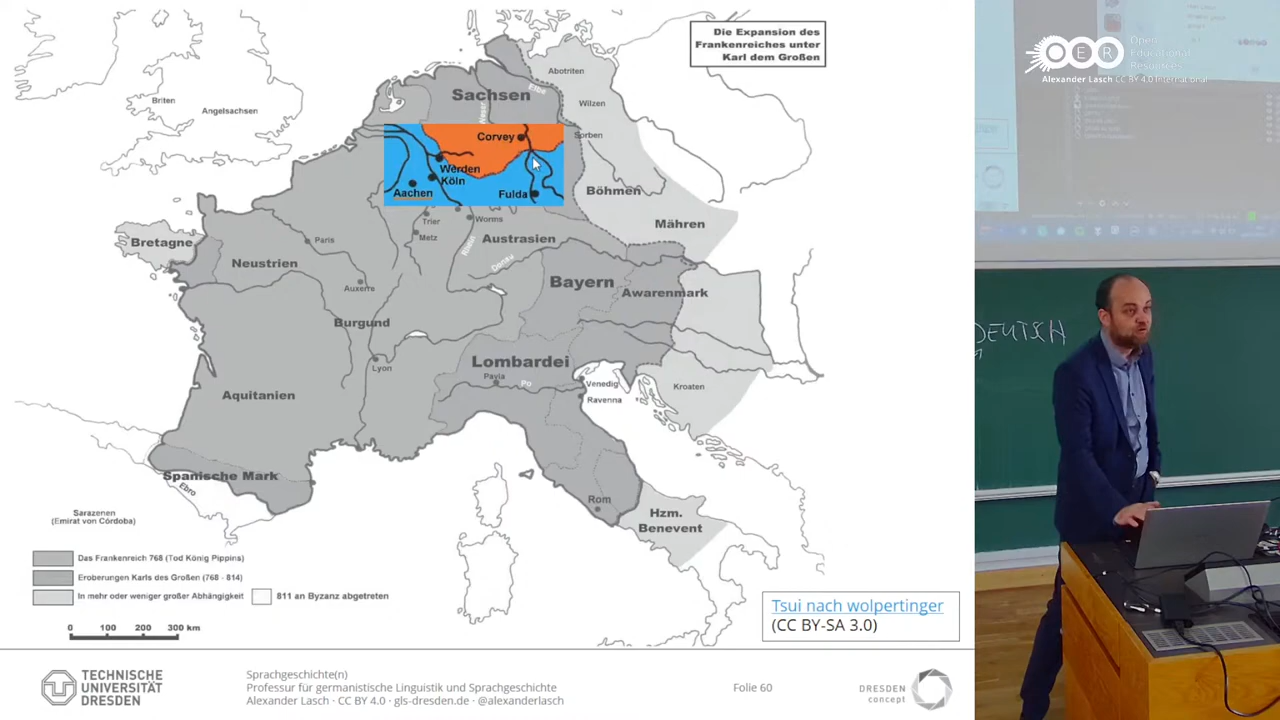 Die Expansion des
Frankenreiches unter
Karl dem Großen
Abotriten
Sachsen
Elbe
Weser
Briten
Angelsachsen
Wilzen
Sorben
Corvey
Werden
Köln
Aachen
Fulda
Böhmen
Trier
Worms
Metz
Rhein
Austrasien
Mähren
Bretagne
Paris
Neustrien
Donau
Auxerre
Bayern
Awarenmark
Burgund
Lombardei
Lyon
Pavia
Po
Venedig
Ravenna
Kroaten
Aquitanien
Spanische Mark
Ebro
Rom
Hzm.
Benevent
Sarazenen
(Emirat von Córdoba)
Das Frankenreich 768 (Tod König Pippins)
Eroberungen Karls des Großen (768 - 814)
In mehr oder weniger großer Abhängigkeit
811 an Byzanz abgetreten
0 100 200 300 km
Tsui nach wolpertinger
(CC BY-SA 3.0)
TECHNISCHE
UNIVERSITÄT
DRESDEN
Sprachgeschichte(n)
Professur für germanistische Linguistik und Sprachgeschichte
Alexander Lasch · CC BY 4.0 · gls-dresden.de · @alexanderlasch
Folie 60
DRESDEN
concept
OER
Open
Educational
Resources
Alexander Lasch CC BY 4.0 International
DEUTSH